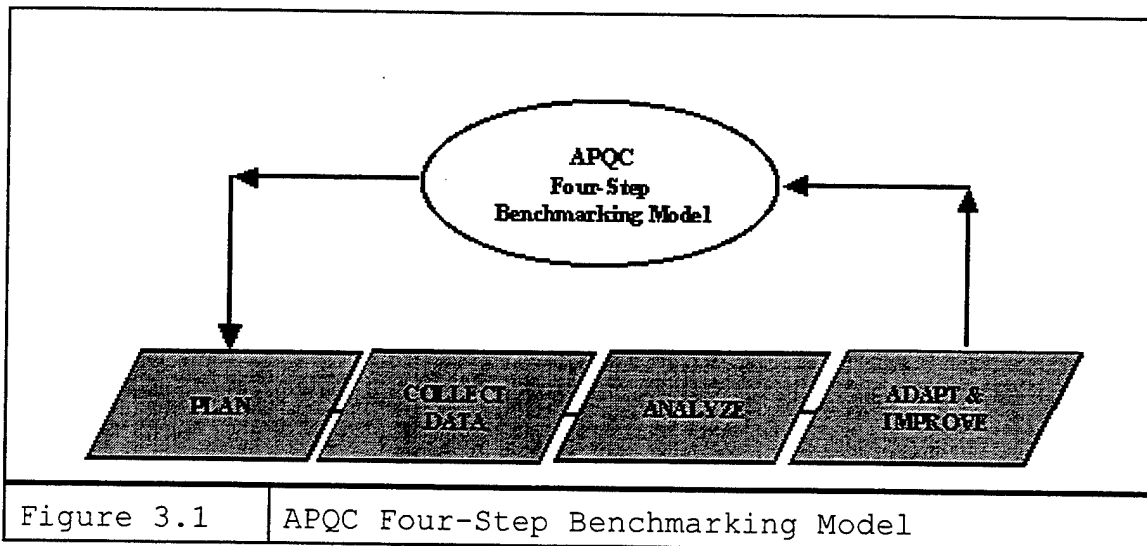 APQC
Four-Step
Benchmarking Model
PLAN
COLLECT
DATA
ANALYZE
ADAPT &
IMPROVE
Figure 3.1
APQC Four-Step Benchmarking Model